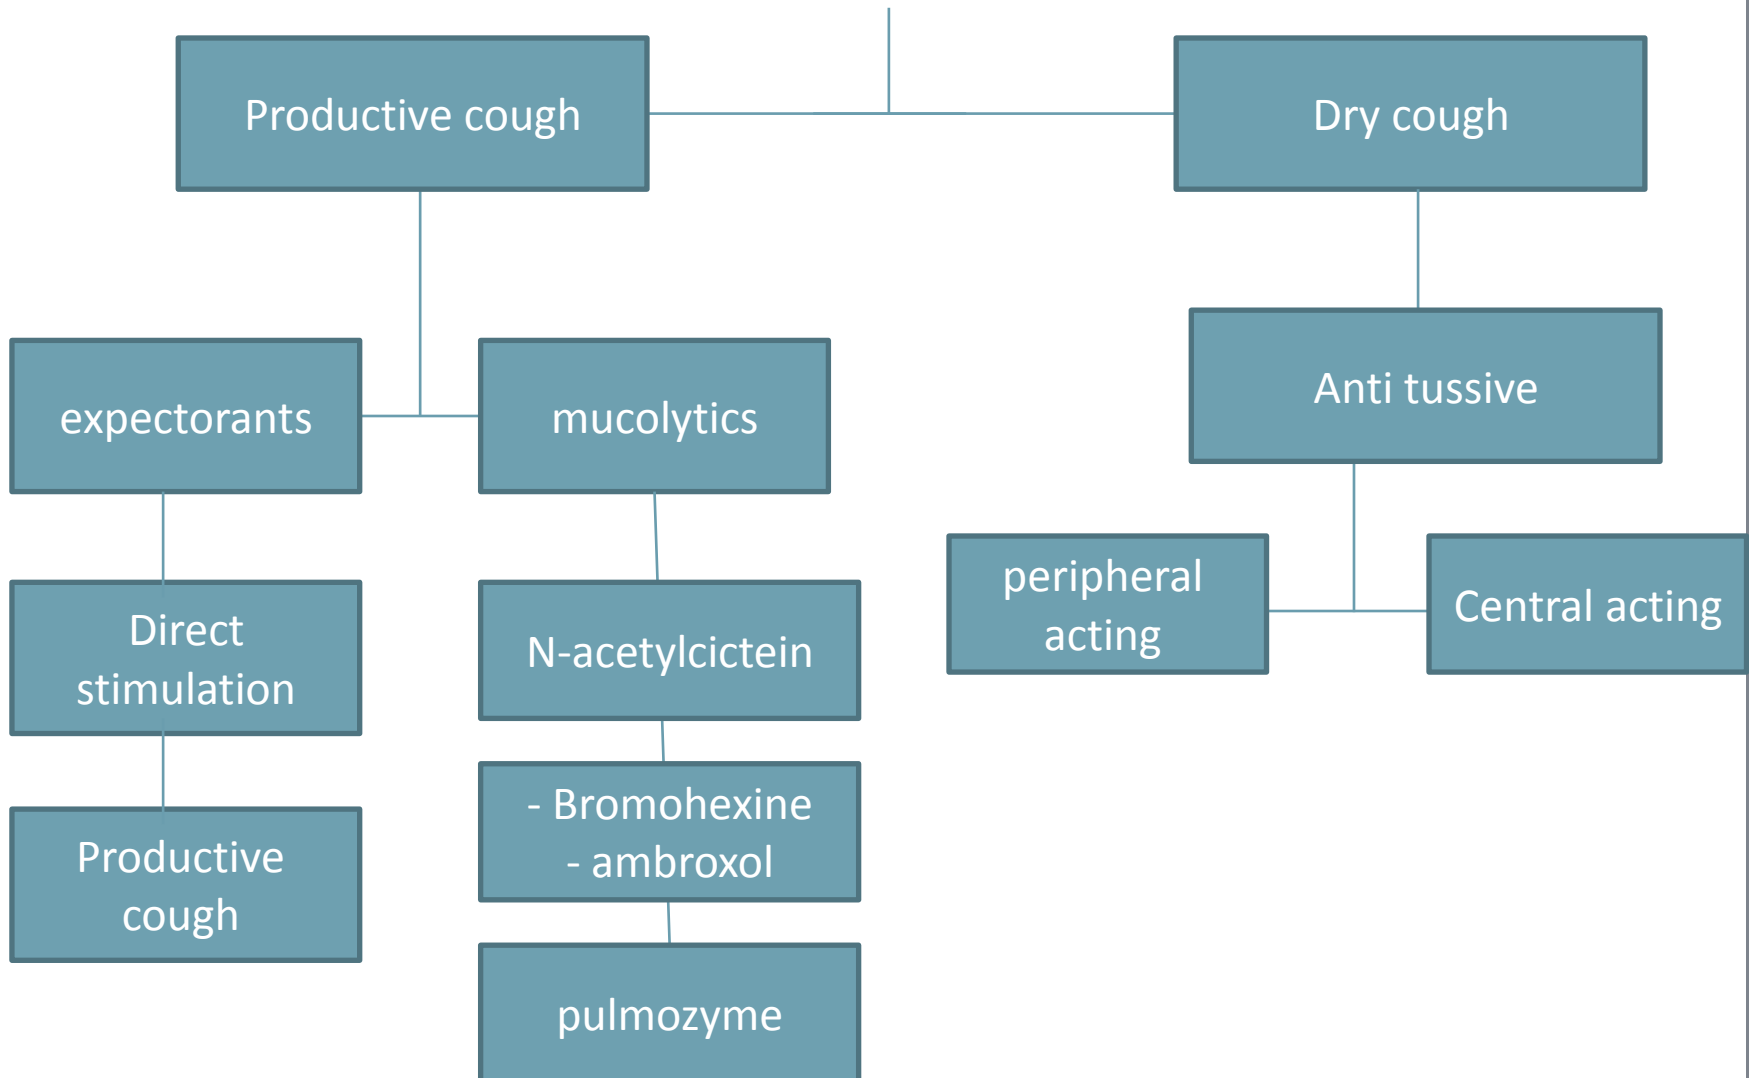 Productive cough
Dry cough
expectorants
mucolytics
Anti tussive
peripheral
acting
Central acting
Direct
stimulation
N-acetylcictein
Productive
cough
- Bromohexine
- ambroxol
pulmozyme